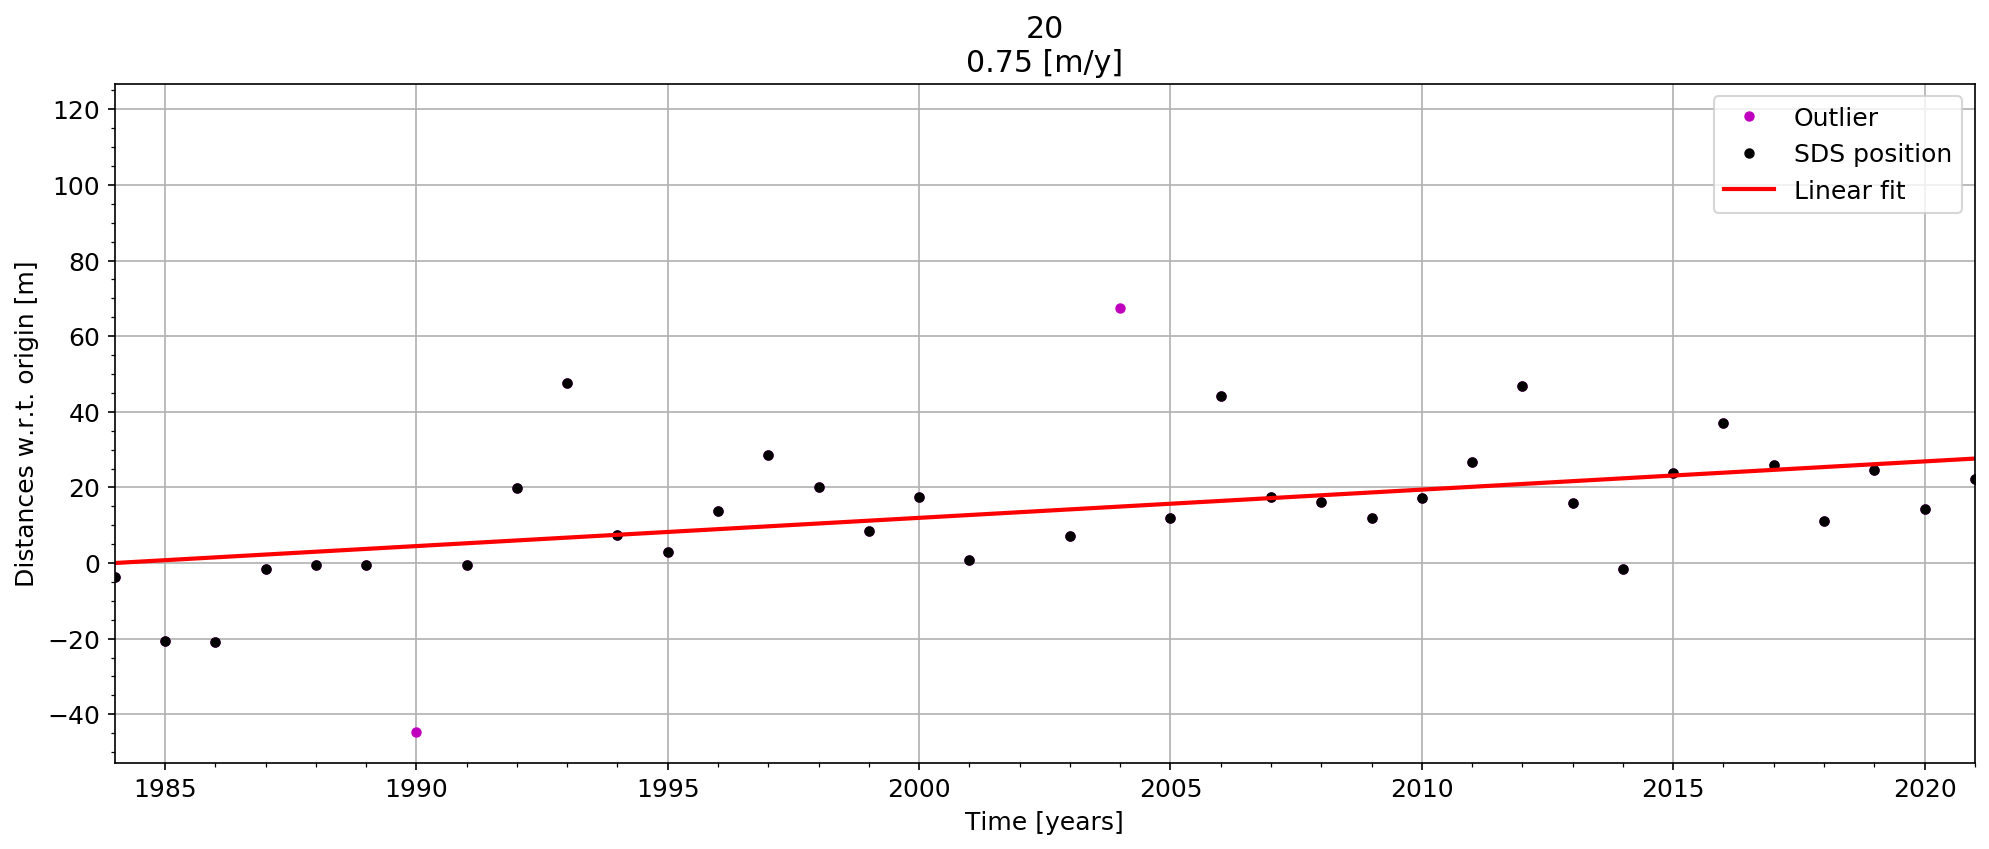 20
0.75 [m/y]
Distances w.r.t. origin [m]
120
100
80
60
40
20
0
−20
−40
Outlier
SDS position
Linear fit
1985 1990 1995 2000 2005 2010 2015 2020
Time [years]